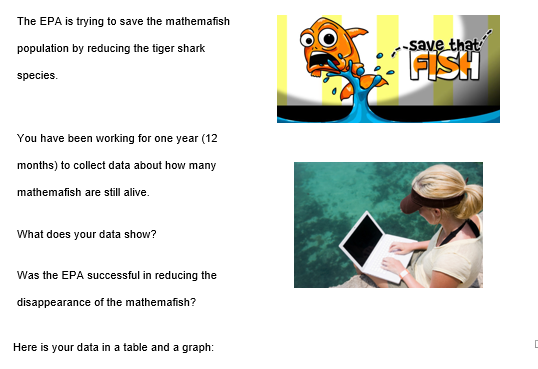 The EPA is trying to save the mathemafish
population by reducing the tiger shark
species.
save that
FISH
You have been working for one year (12
months) to collect data about how many
mathemafish are still alive.
What does your data show?
Was the EPA successful in reducing the
disappearance of the mathemafish?
Here is your data in a table and a graph: